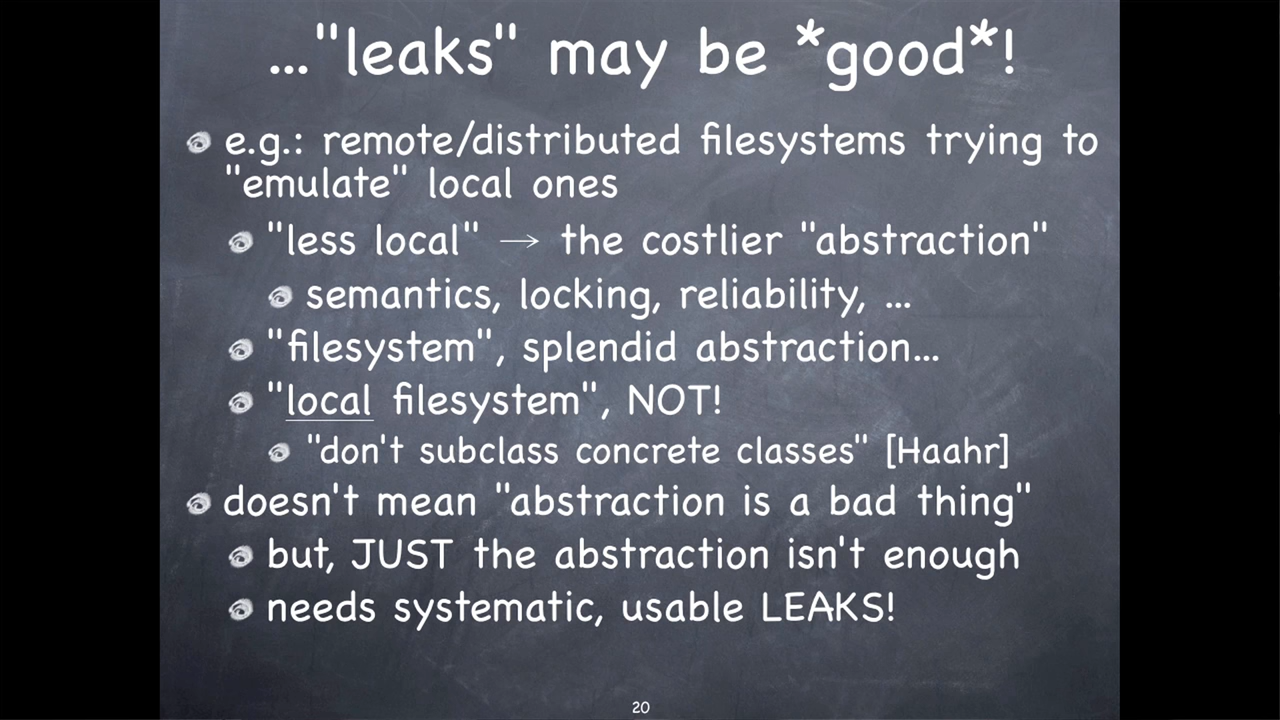 ..."leaks" may be *good*!
e.g.: remote/distributed filesystems trying to
"emulate" local ones
"less local" → the costlier "abstraction"
semantics, locking, reliability, ...
"filesystem", splendid abstraction...
"local filesystem", NOT!
"don't subclass concrete classes" [Haahr]
doesn't mean "abstraction is a bad thing"
but, JUST the abstraction isn't enough
needs systematic, usable LEAKS!
20